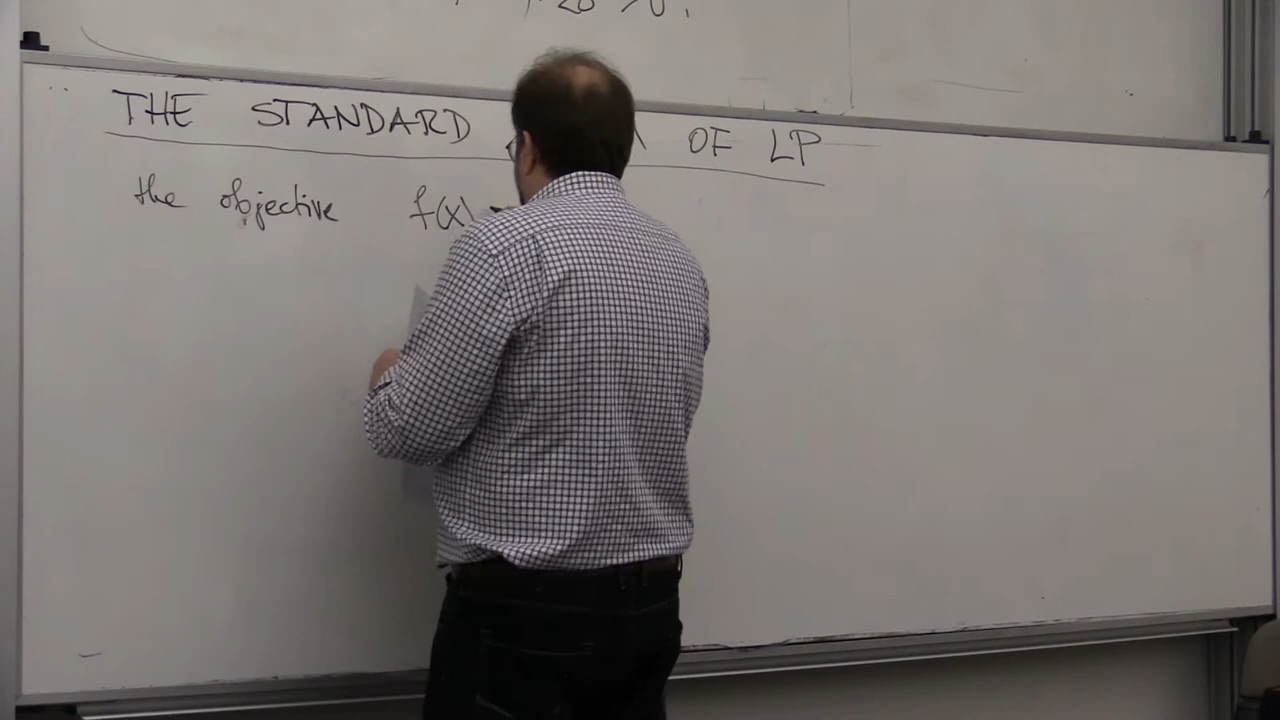 THE STANDARD OF LP
the objective f(x)